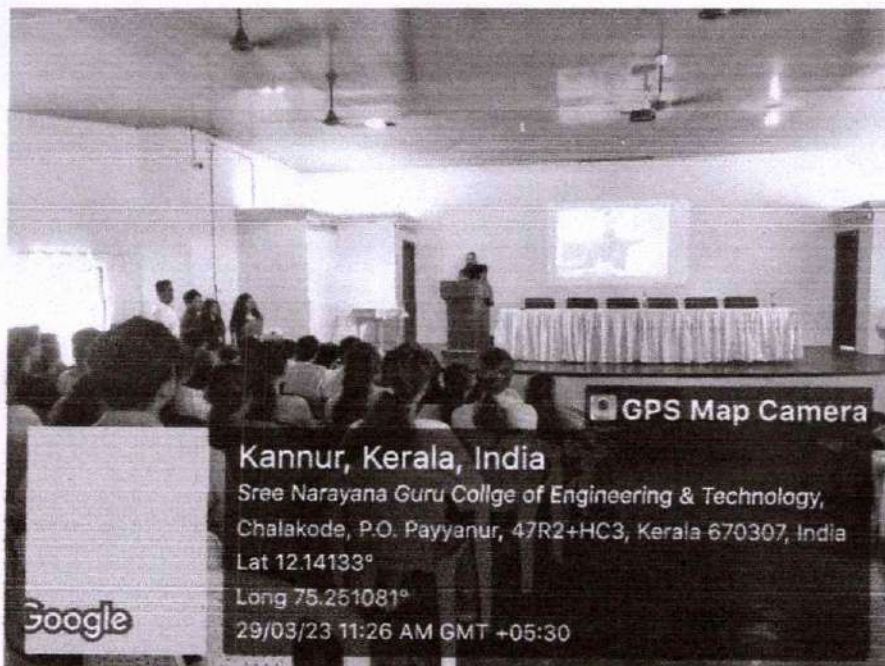 GPS Map Camera
Kannur, Kerala, India
Sree Narayana Guru Collge of Engineering & Technology,
Chalakode, P.O. Payyanur, 47R2+HC3, Kerala 670307, India
Lat 12.14133°
Long 75.251081°
29/03/23 11:26 AM GMT +05:30
Google